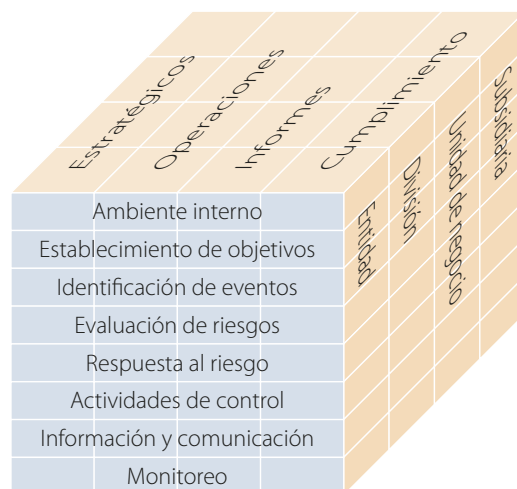 Estratégicos
Operaciones
Informes
Cumplimiento
Ambiente interno
Establecimiento de objetivos
Identificación de eventos
Evaluación de riesgos
Respuesta al riesgo
Actividades de control
Información y comunicación
Monitoreo
Entidad
División
Unidad de negocio
Subsidiaria